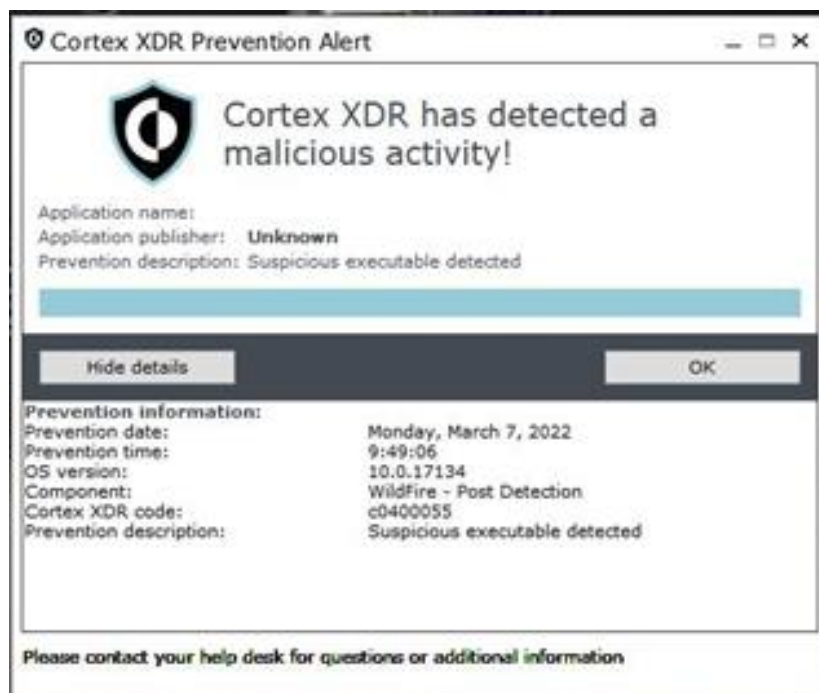 Cortex XDR Prevention Alert
Cortex XDR has detected a
malicious activity!
Application name:
Application publisher: Unknown
Prevention description: Suspicious executable detected
Hide details OK
Prevention information:
Prevention date: Monday, March 7, 2022
Prevention time: 9:49:06
OS version: 10.0.17134
Component: WildFire - Post Detection
Cortex XDR code: c0400055
Prevention description: Suspicious executable detected
Please contact your help desk for questions or additional information